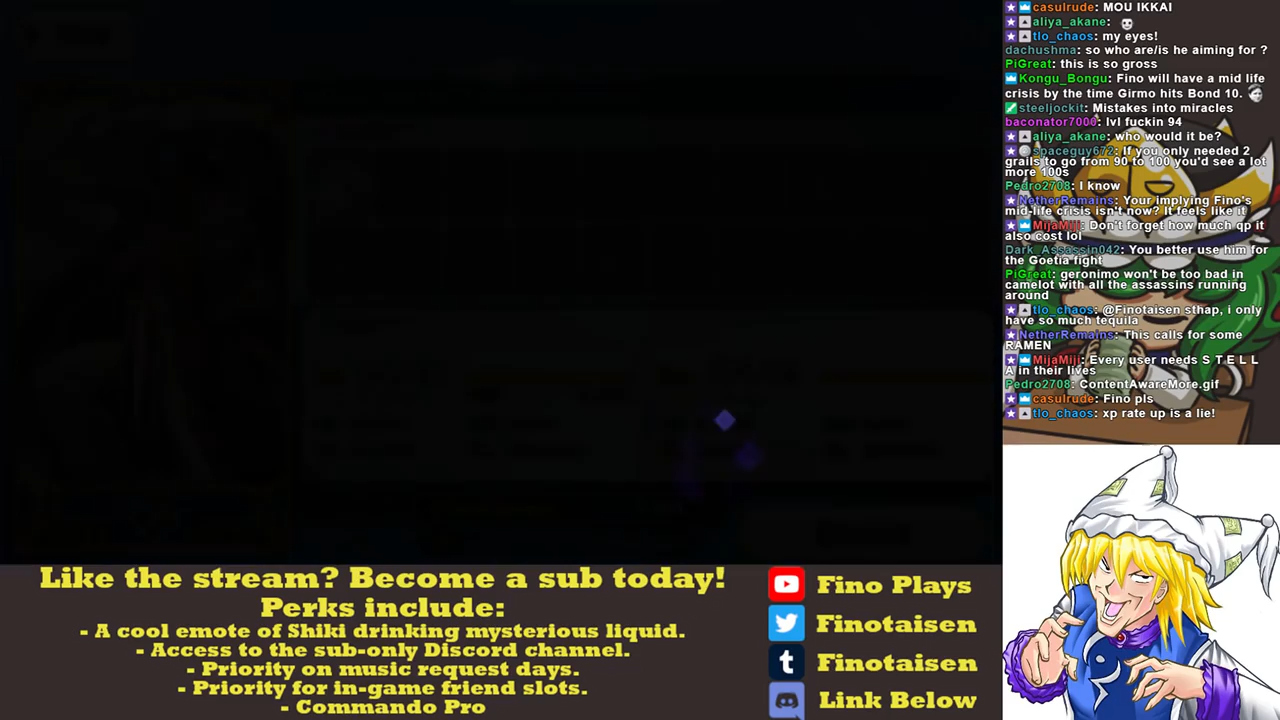 casulrude: MOU IKKAI
aliya_akane:
tlo_chaos: my eyes!
dachushma: so who are/is he aiming for ?
PiGreat: this is so gross
Kongu_Bongu: Fino will have a mid life
crisis by the time Girmo hits Bond 10.
steeljockit: Mistakes into miracles
baconator7000: lvl fuckin 94
aliya_akane: who would it be?
spaceguy672: If you only needed 2
grails to go from 90 to 100 you'd see a lot
more 100s
Pedro2708: I know
NetherRemains: Your implying Fino's
mid-life crisis isn't now? It feels like it
MijaMiji: Don't forget how much qp it
also cost lol
Dark_Assassin042: You better use him for
the Goetia fight
PiGreat: geronimo won't be too bad in
camelot with all the assassins running
around
tlo_chaos: @Finotaisen sthap, i only
have so much tequila
NetherRemains: This calls for some
RAMEN
MijaMiji: Every user needs S T E L L
A in their lives
Pedro2708: ContentAwareMore.gif
casulrude: Fino pls
tlo_chaos: xp rate up is a lie!
Like the stream? Become a sub today!
Perks include:
- A cool emote of Shiki drinking mysterious liquid.
- Access to the sub-only Discord channel.
- Priority on music request days.
- Priority for in-game friend slots.
- Commando Pro
Fino Plays
Finotaisen
Finotaisen
Link Below